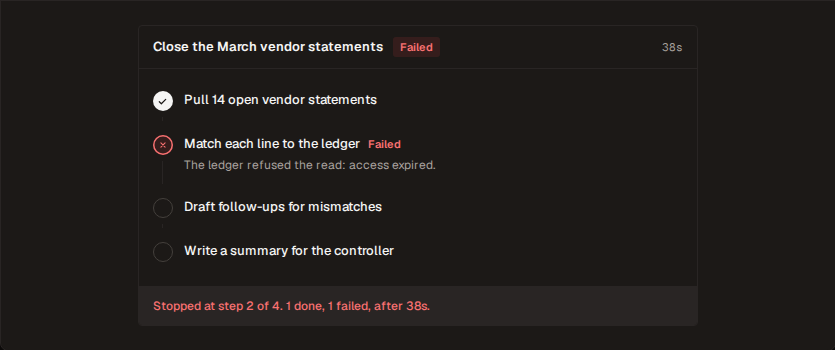 Close the March vendor statements Failed 38s
Pull 14 open vendor statements
Match each line to the ledger Failed
The ledger refused the read: access expired.
Draft follow-ups for mismatches
Write a summary for the controller
Stopped at step 2 of 4. 1 done, 1 failed, after 38s.